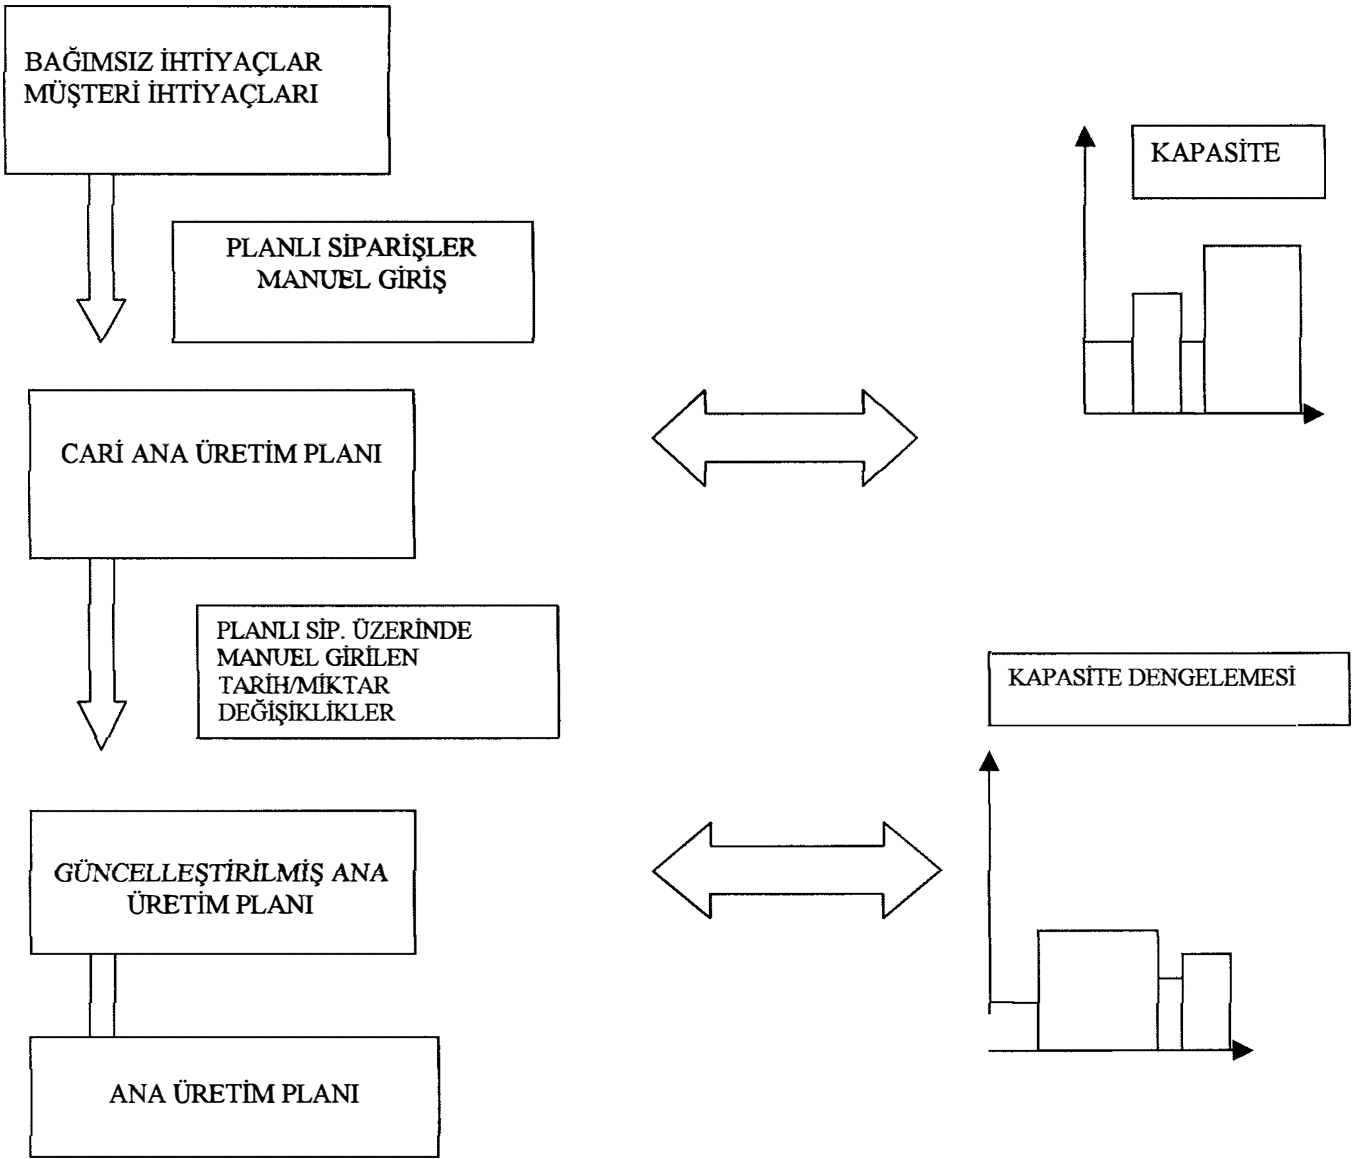 BAĞIMSIZ İHTİYAÇLAR
MÜŞTERİ İHTİYAÇLARI
KAPASİTE
PLANLI SİPARİŞLER
MANUEL GİRİŞ
CARİ ANA ÜRETİM PLANI
PLANLI SİP. ÜZERİNDE
MANUEL GİRİLEN
TARİH/MİKTAR
DEĞİŞİKLİKLER
KAPASİTE DENGELEMESİ
GÜNCELLEŞTİRİLMİŞ ANA
ÜRETİM PLANI
ANA ÜRETİM PLANI